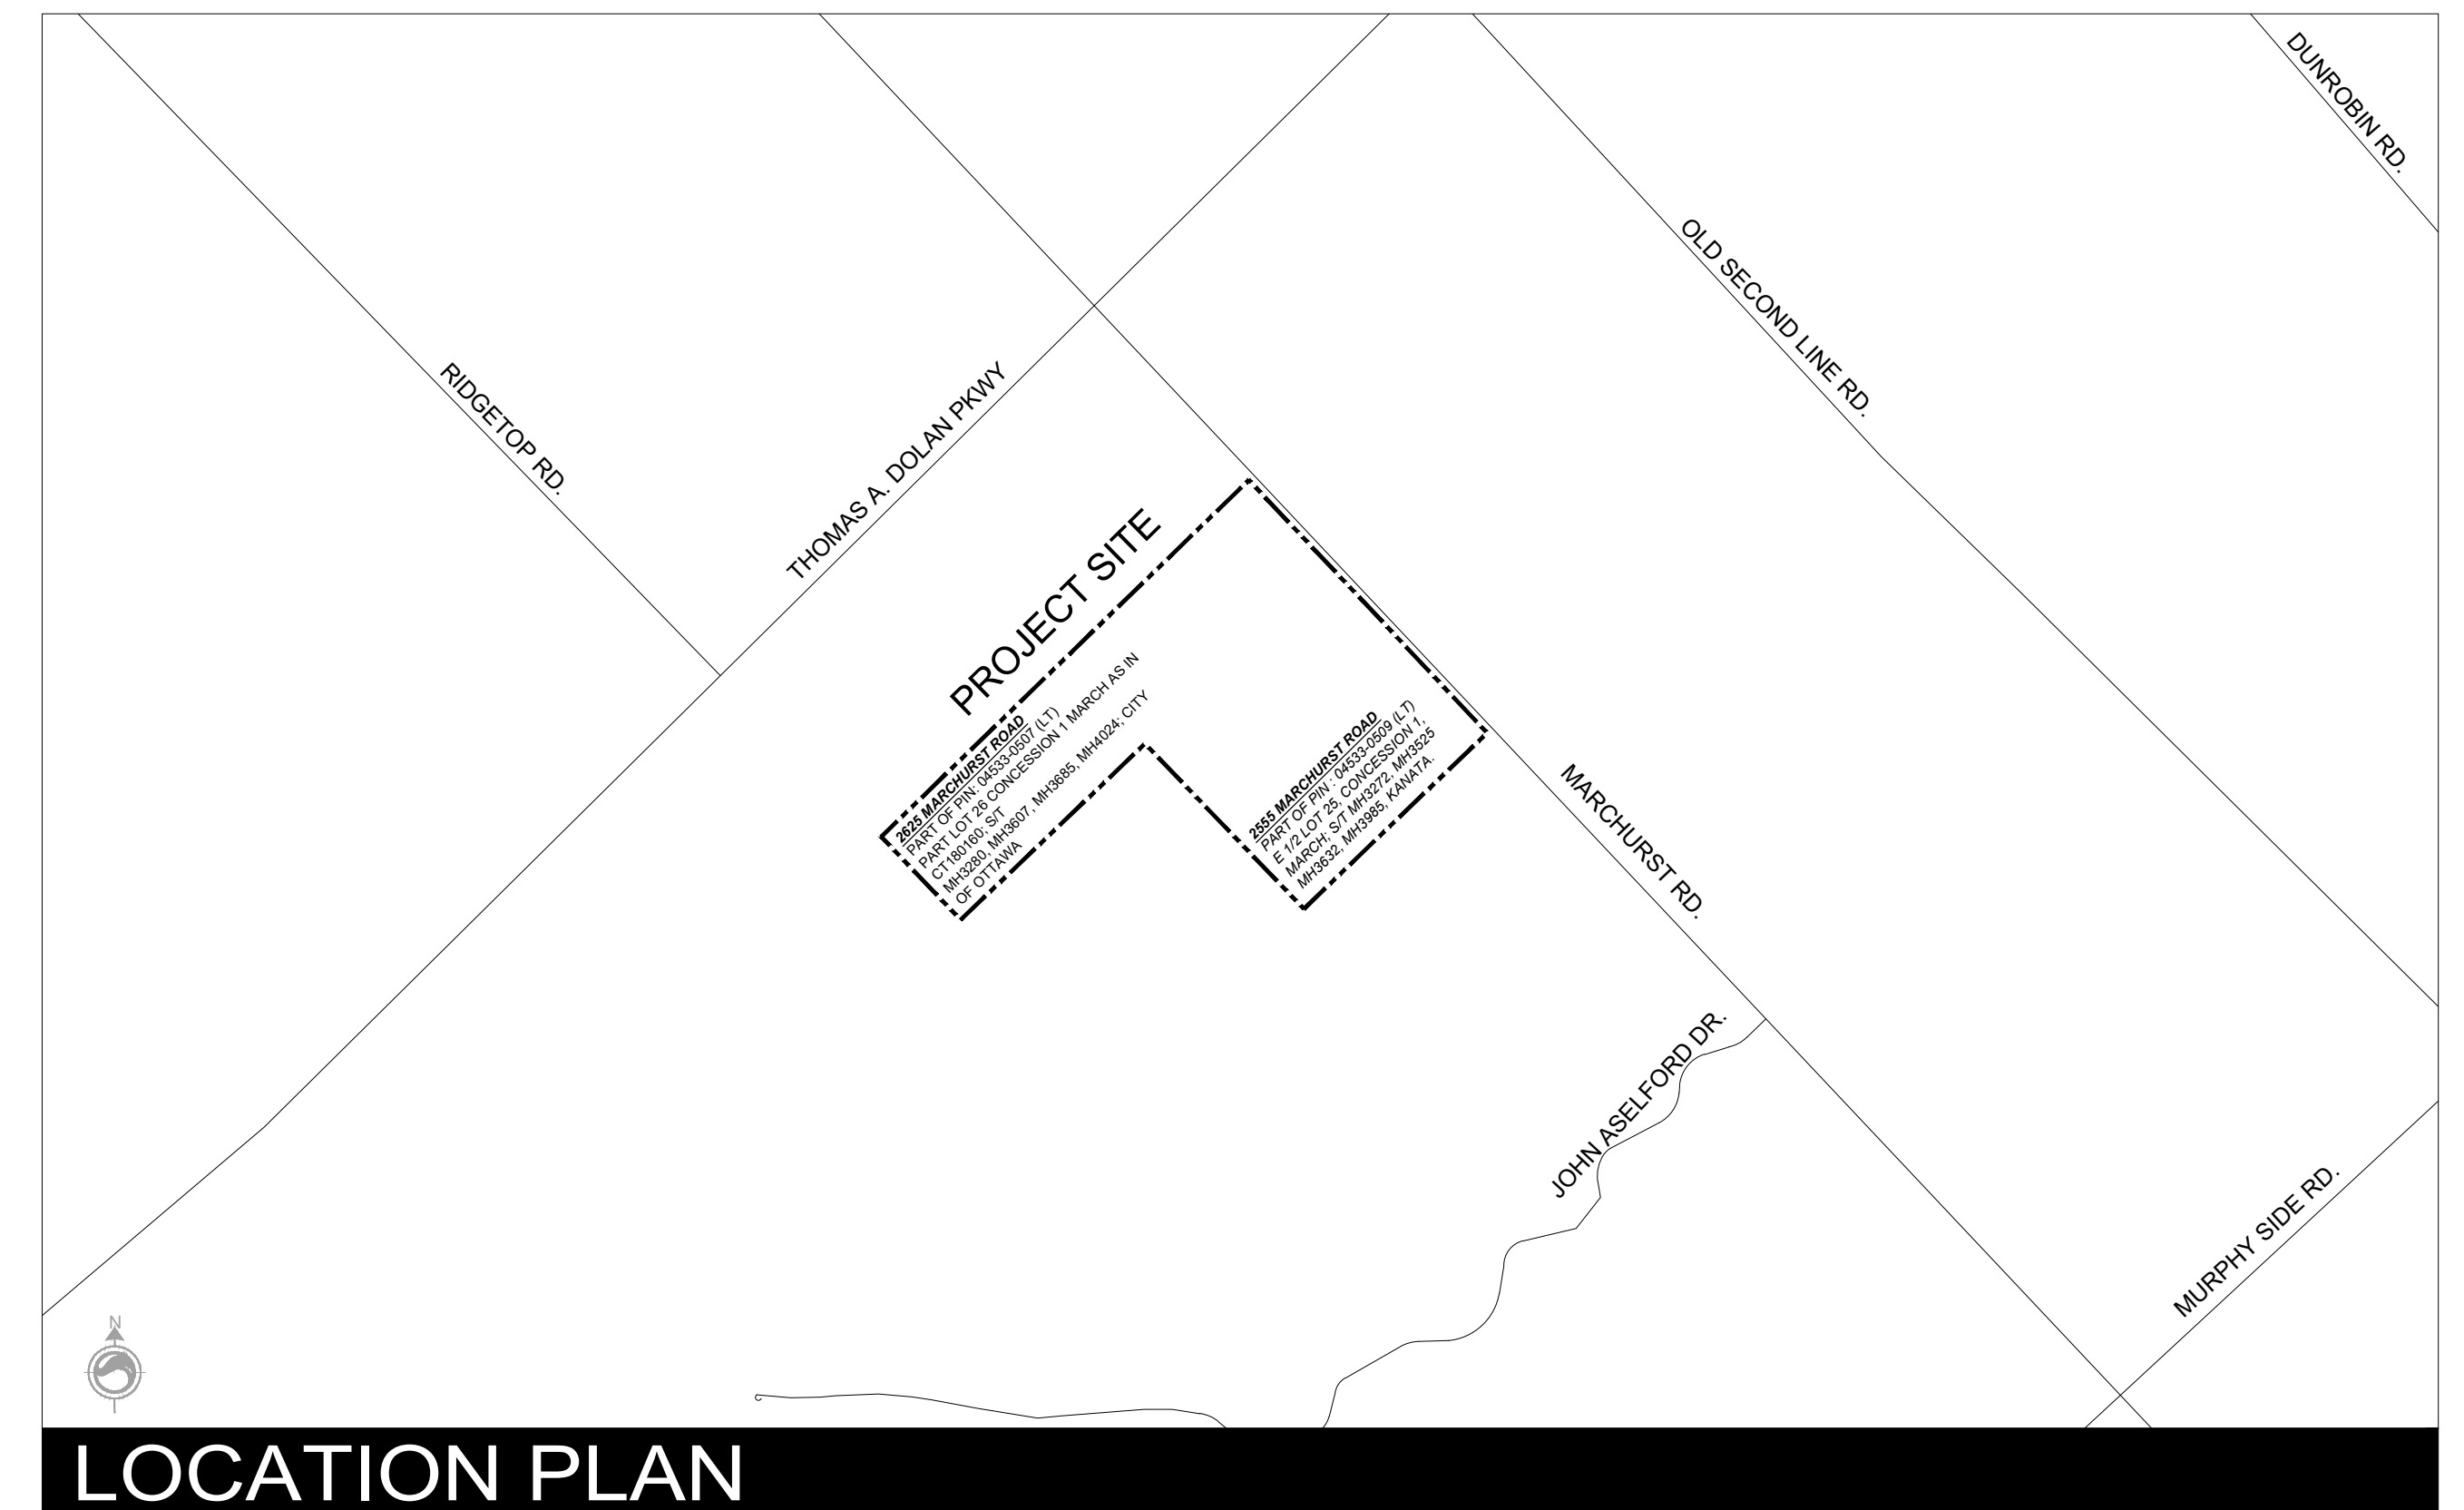 DUNROBIN RD.
OLD SECOND LINE RD.
RIDGETOP RD.
THOMAS A. DOLAN PKWY
PROJECT SITE
2625 MARCHURST ROAD
PART OF PIN: 04533-0507 (LT)
PART LOT 26 CONCESSION 1 MARCH AS IN
CT180160; S/T
MH3280, MH3607, MH3685, MH4024; CITY
OF OTTAWA
2555 MARCHURST ROAD
PART OF PIN : 04533-0509 (LT)
E 1/2 LOT 25, CONCESSION 1,
MARCH; S/T MH3272, MH3525
MH3632, MH3985, KANATA.
MARCHURST RD.
JOHN ASELFORD DR.
MURPHY SIDE RD.
N
LOCATION PLAN